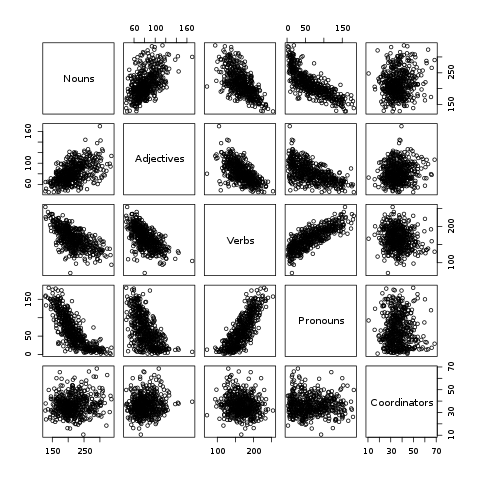 60 100 160
0 50 150
Nouns
250
150
160
100
60
Adjectives
Verbs
200
100
150
50
0
Pronouns
Coordinators
70
50
30
10
150 250
100 200
10 30 50 70